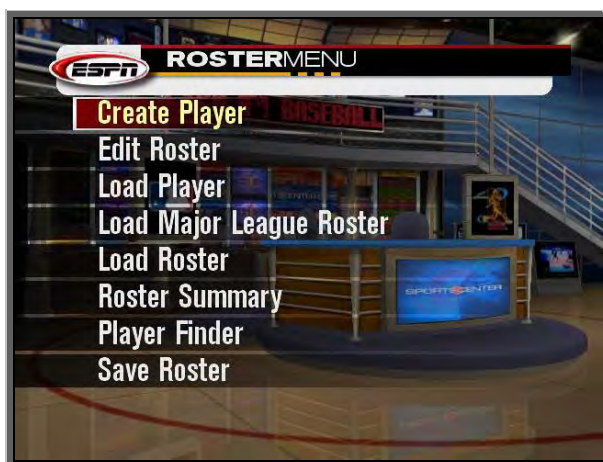 ESPN
ROSTERMENU
Create Player
BASEBALL
Edit Roster
Load Player
Load Major League Roster
Load Roster
Roster Summary
SPORTSCENTER
Player Finder
Save Roster